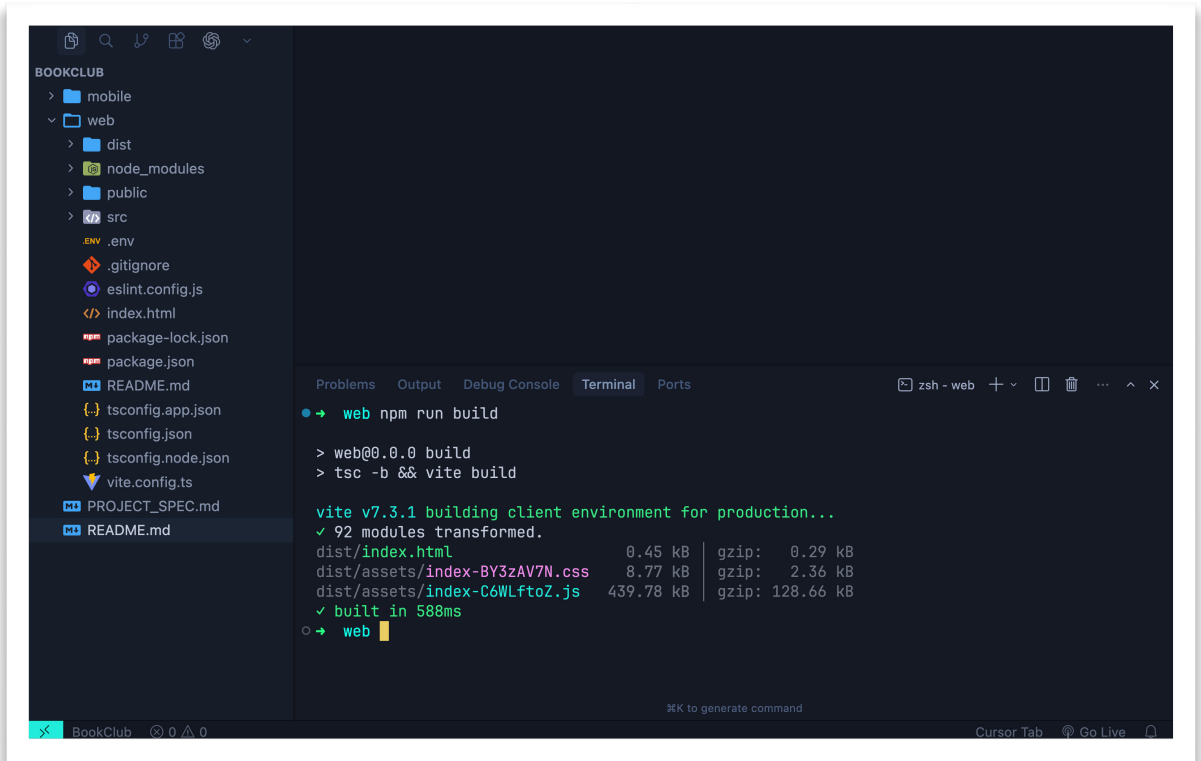 BOOKCLUB
mobile
web
dist
node_modules
public
src
.ENV .env
.gitignore
eslint.config.js
</> index.html
npm package-lock.json
npm package.json
M↓ README.md
{..} tsconfig.app.json
{..} tsconfig.json
{..} tsconfig.node.json
vite.config.ts
M↓ PROJECT_SPEC.md
M↓ README.md
Problems Output Debug Console Terminal Ports
zsh - web
➜ web npm run build
> web@0.0.0 build
> tsc -b && vite build
vite v7.3.1 building client environment for production...
✓ 92 modules transformed.
dist/index.html 0.45 kB │ gzip: 0.29 kB
dist/assets/index-BY3zAV7N.css 8.77 kB │ gzip: 2.36 kB
dist/assets/index-C6WLftoZ.js 439.78 kB │ gzip: 128.66 kB
✓ built in 588ms
➜ web
⌘K to generate command
BookClub 0 0 Cursor Tab Go Live